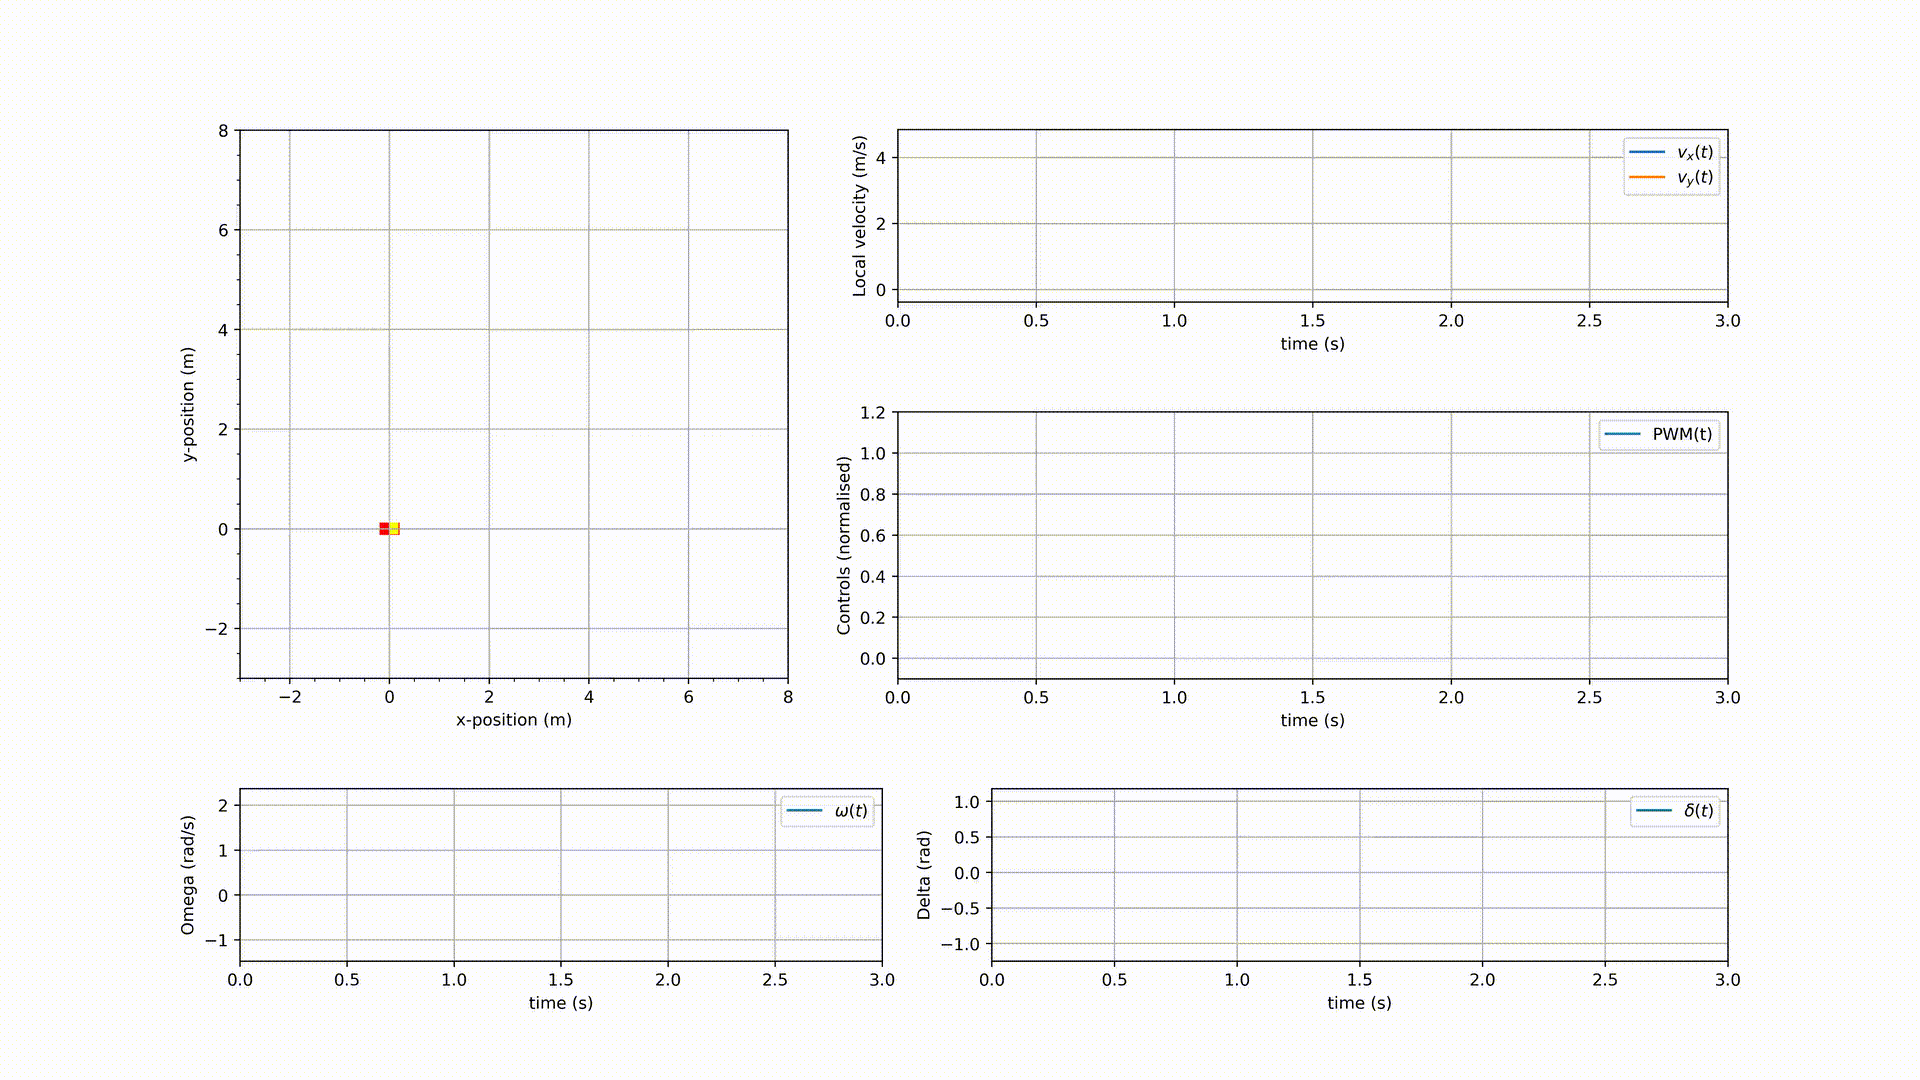 8
6
4
2
0
−2
y-position (m)
−2 0 2 4 6 8
x-position (m)
4
2
0
Local velocity (m/s)
vx(t)
vy(t)
0.0 0.5 1.0 1.5 2.0 2.5 3.0
time (s)
1.2
1.0
0.8
0.6
0.4
0.2
0.0
Controls (normalised)
PWM(t)
0.0 0.5 1.0 1.5 2.0 2.5 3.0
time (s)
2
1
0
−1
Omega (rad/s)
ω(t)
0.0 0.5 1.0 1.5 2.0 2.5 3.0
time (s)
1.0
0.5
0.0
−0.5
−1.0
Delta (rad)
δ(t)
0.0 0.5 1.0 1.5 2.0 2.5 3.0
time (s)